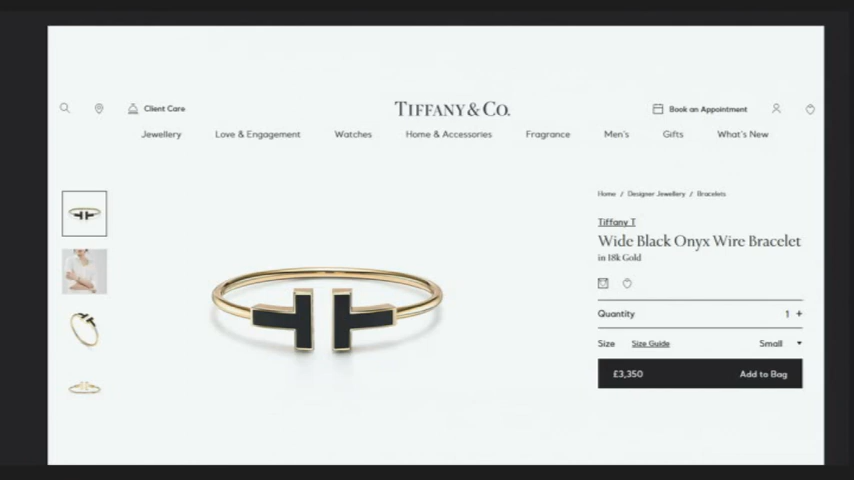 Client Care
TIFFANY & CO.
Book an Appointment
Jewellery Love & Engagement Watches Home & Accessories Fragrance Men's Gifts What's New
Home / Designer Jewellery / Bracelets
Tiffany T
Wide Black Onyx Wire Bracelet
in 18k Gold
Quantity 1 +
Size Size Guide Small
£3,350 Add to Bag